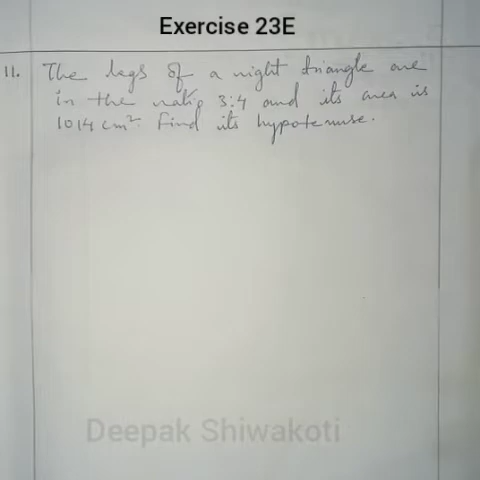 Exercise 23E
11. The legs of a right triangle are
in the ratio 3:4 and its area is
1014 cm². Find its hypotenuse.
Deepak Shiwakoti